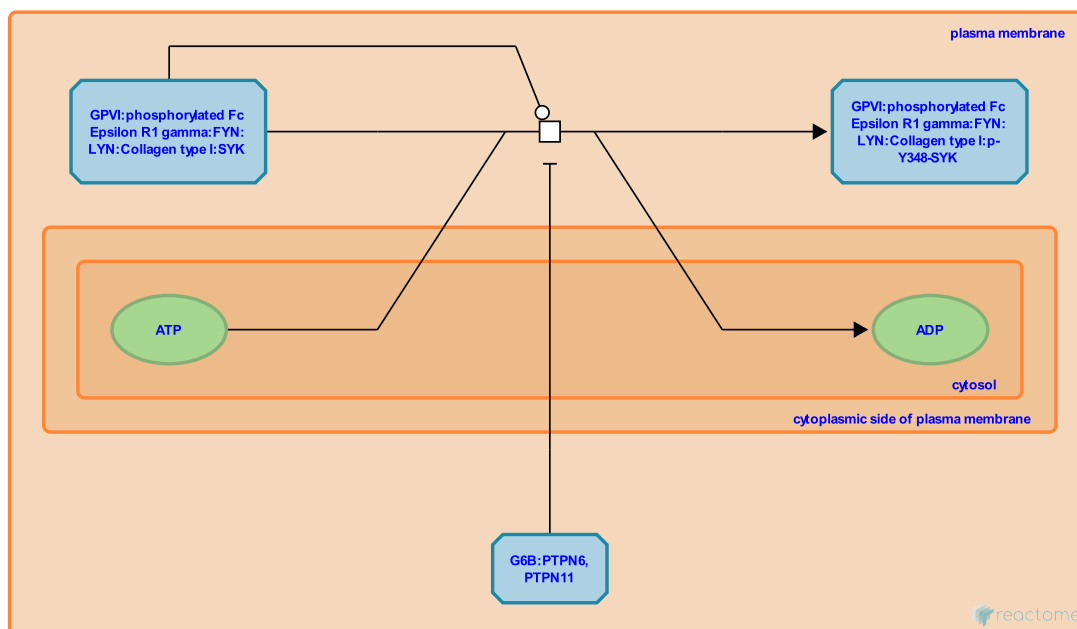 plasma membrane
GPVI:phosphorylated Fc
Epsilon R1 gamma:FYN:
LYN:Collagen type I:SYK
GPVI:phosphorylated Fc
Epsilon R1 gamma:FYN:
LYN:Collagen type I:p-
Y348-SYK
ATP
ADP
cytosol
cytoplasmic side of plasma membrane
G6B:PTPN6,
PTPN11
reactome